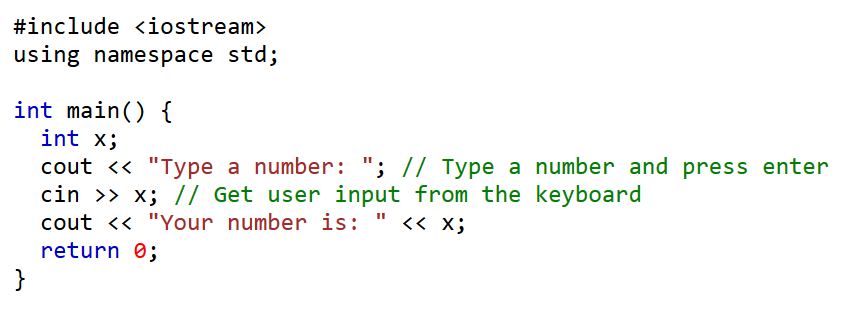 #include <iostream>
using namespace std;

int main() {
  int x;
  cout << "Type a number: "; // Type a number and press enter
  cin >> x; // Get user input from the keyboard
  cout << "Your number is: " << x;
  return 0;
}